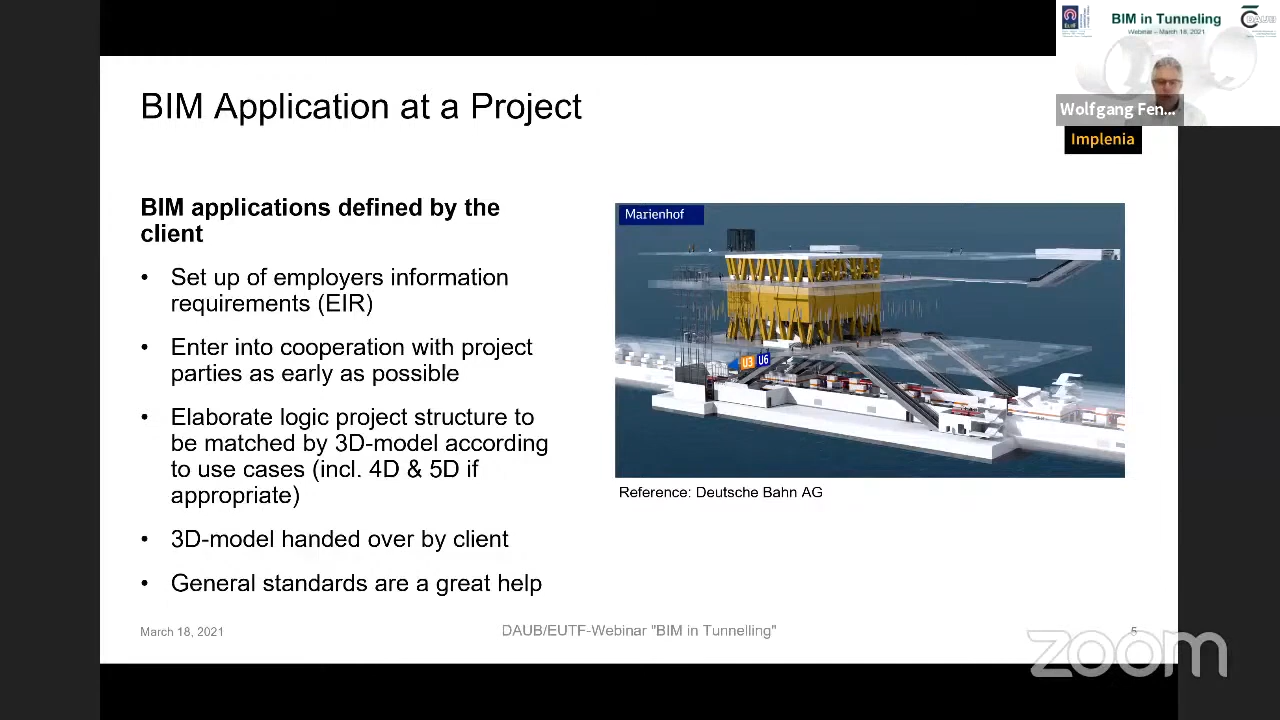 BIM in Tunneling
Webinar – March 18, 2021
DAUB
Wolfgang Fen...
Implenia
BIM Application at a Project
BIM applications defined by the
client
• Set up of employers information
requirements (EIR)
• Enter into cooperation with project
parties as early as possible
• Elaborate logic project structure to
be matched by 3D-model according
to use cases (incl. 4D & 5D if
appropriate)
• 3D-model handed over by client
• General standards are a great help
Marienhof
U3 U6
Reference: Deutsche Bahn AG
March 18, 2021
DAUB/EUTF-Webinar "BIM in Tunnelling"
5
zoom